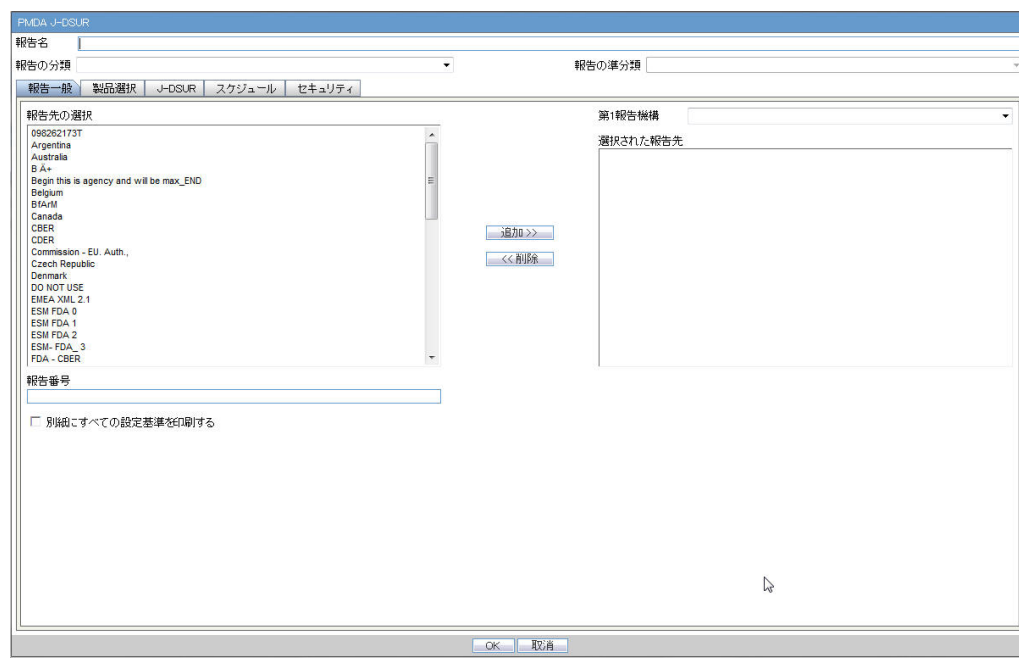 PMDA J-DSUR
報告名
報告の分類
報告の準分類
報告一般 製品選択 J-DSUR スケジュール セキュリティ
報告先の選択
098262173T
Argentina
Australia
B Ä+
Begin this is agency and will be max_END
Belgium
BfArM
Canada
CBER
CDER
Commission - EU. Auth.,
Czech Republic
Denmark
DO NOT USE
EMEA XML 2.1
ESM FDA 0
ESM FDA 1
ESM FDA 2
ESM- FDA_ 3
FDA - CBER
追加 >>
<< 削除
第1報告機構
選択された報告先
報告番号
別紙にすべての設定基準を印刷する
OK 取消